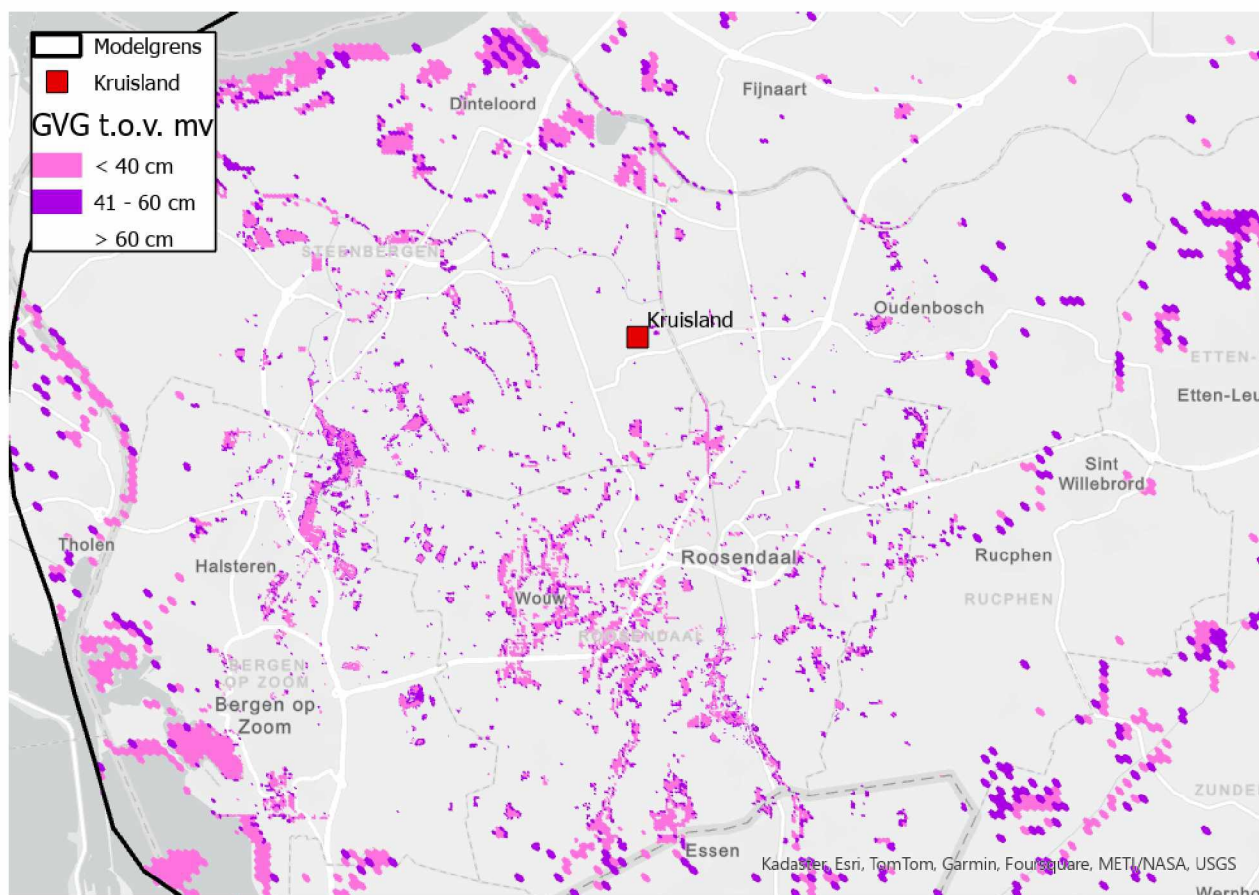 Modelgrens
Kruisland
GVG t.o.v. mv
< 40 cm
41 - 60 cm
> 60 cm
Dinteloord
Fijnaart
STEENBERGEN
Kruisland
Oudenbosch
ETTEN-
Etten-Leu
Sint
Willebrord
Tholen
Halsteren
Roosendaal
Rucphen
Wouw
RUCPHEN
ROOSENDAAL
BERGEN
OP ZOOM
Bergen op
Zoom
ZUNDER
Essen
Kadaster, Esri, TomTom, Garmin, Foursquare, METI/NASA, USGS